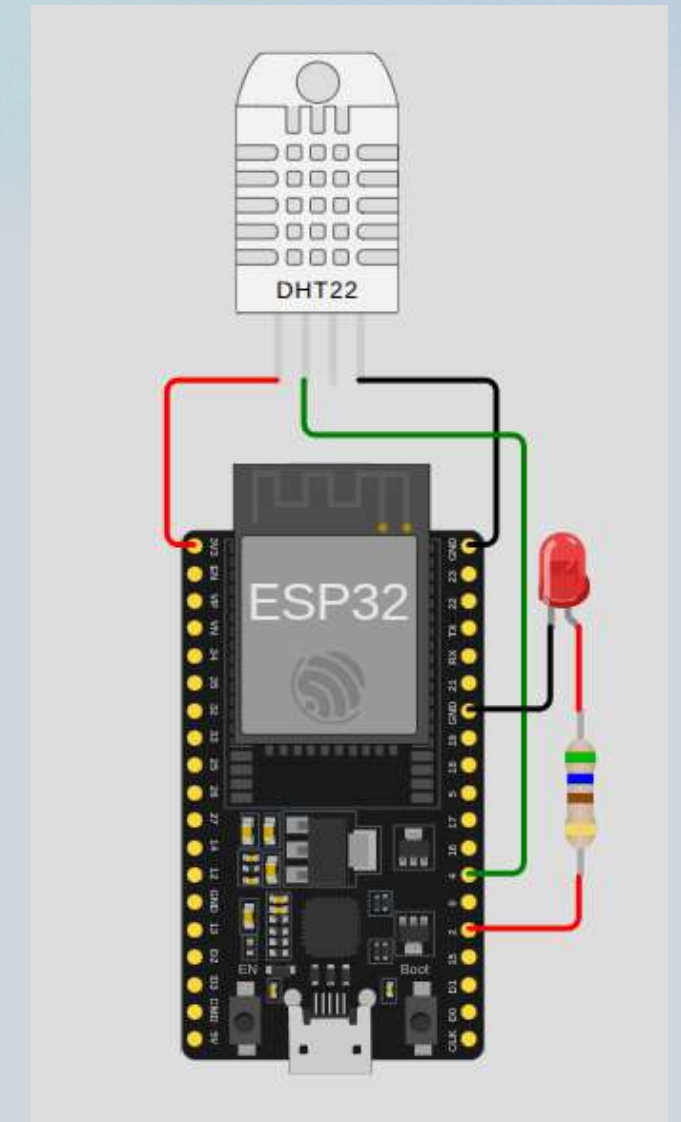 DHT22
ESP32
3V3
EN
VP
VN
34
35
32
33
25
26
27
14
12
GND
13
D2
D3
CMD
5V
GND
23
22
TX
RX
21
GND
19
18
5
17
16
4
0
2
15
D1
D0
CLK
EN
Boot